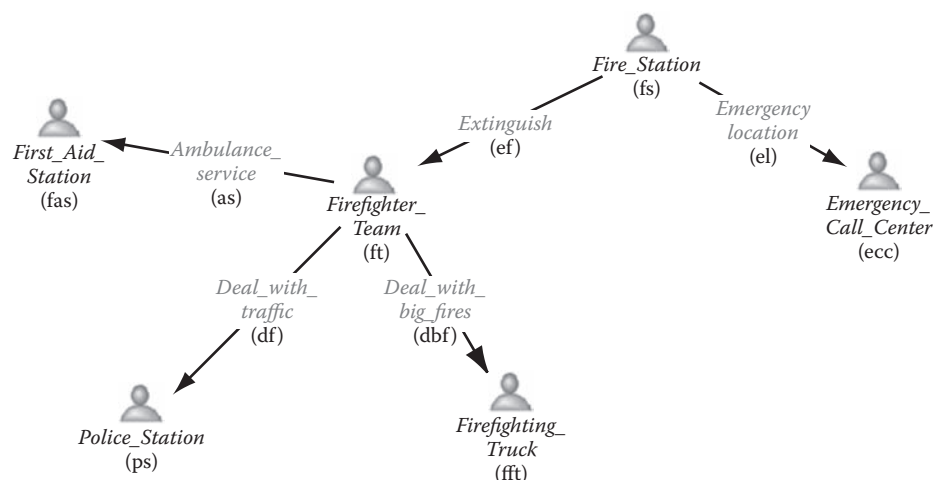 Fire_Station
(fs)
Extinguish
(ef)
Emergency
location
(el)
First_Aid_
Station
(fas)
Ambulance_
service
(as)
Firefighter_
Team
(ft)
Emergency_
Call_Center
(ecc)
Deal_with_
traffic
(df)
Deal_with_
big_fires
(dbf)
Police_Station
(ps)
Firefighting_
Truck
(fft)